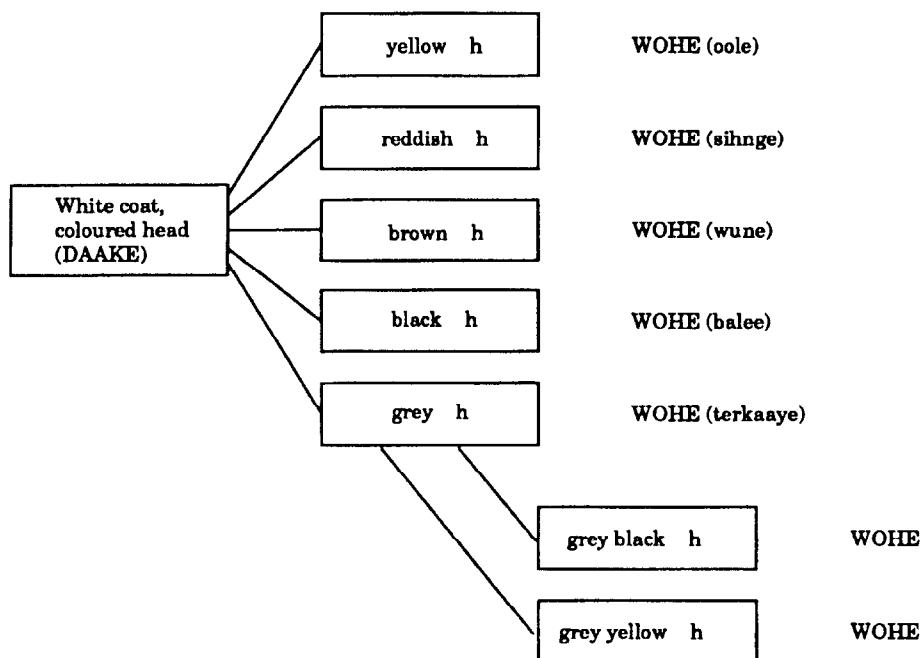 yellow h WOHE (oole)
reddish h WOHE (sihnge)
White coat,
coloured head
(DAAKE)
brown h WOHE (wune)
black h WOHE (balee)
grey h WOHE (terkaaye)
grey black h WOHE
grey yellow h WOHE